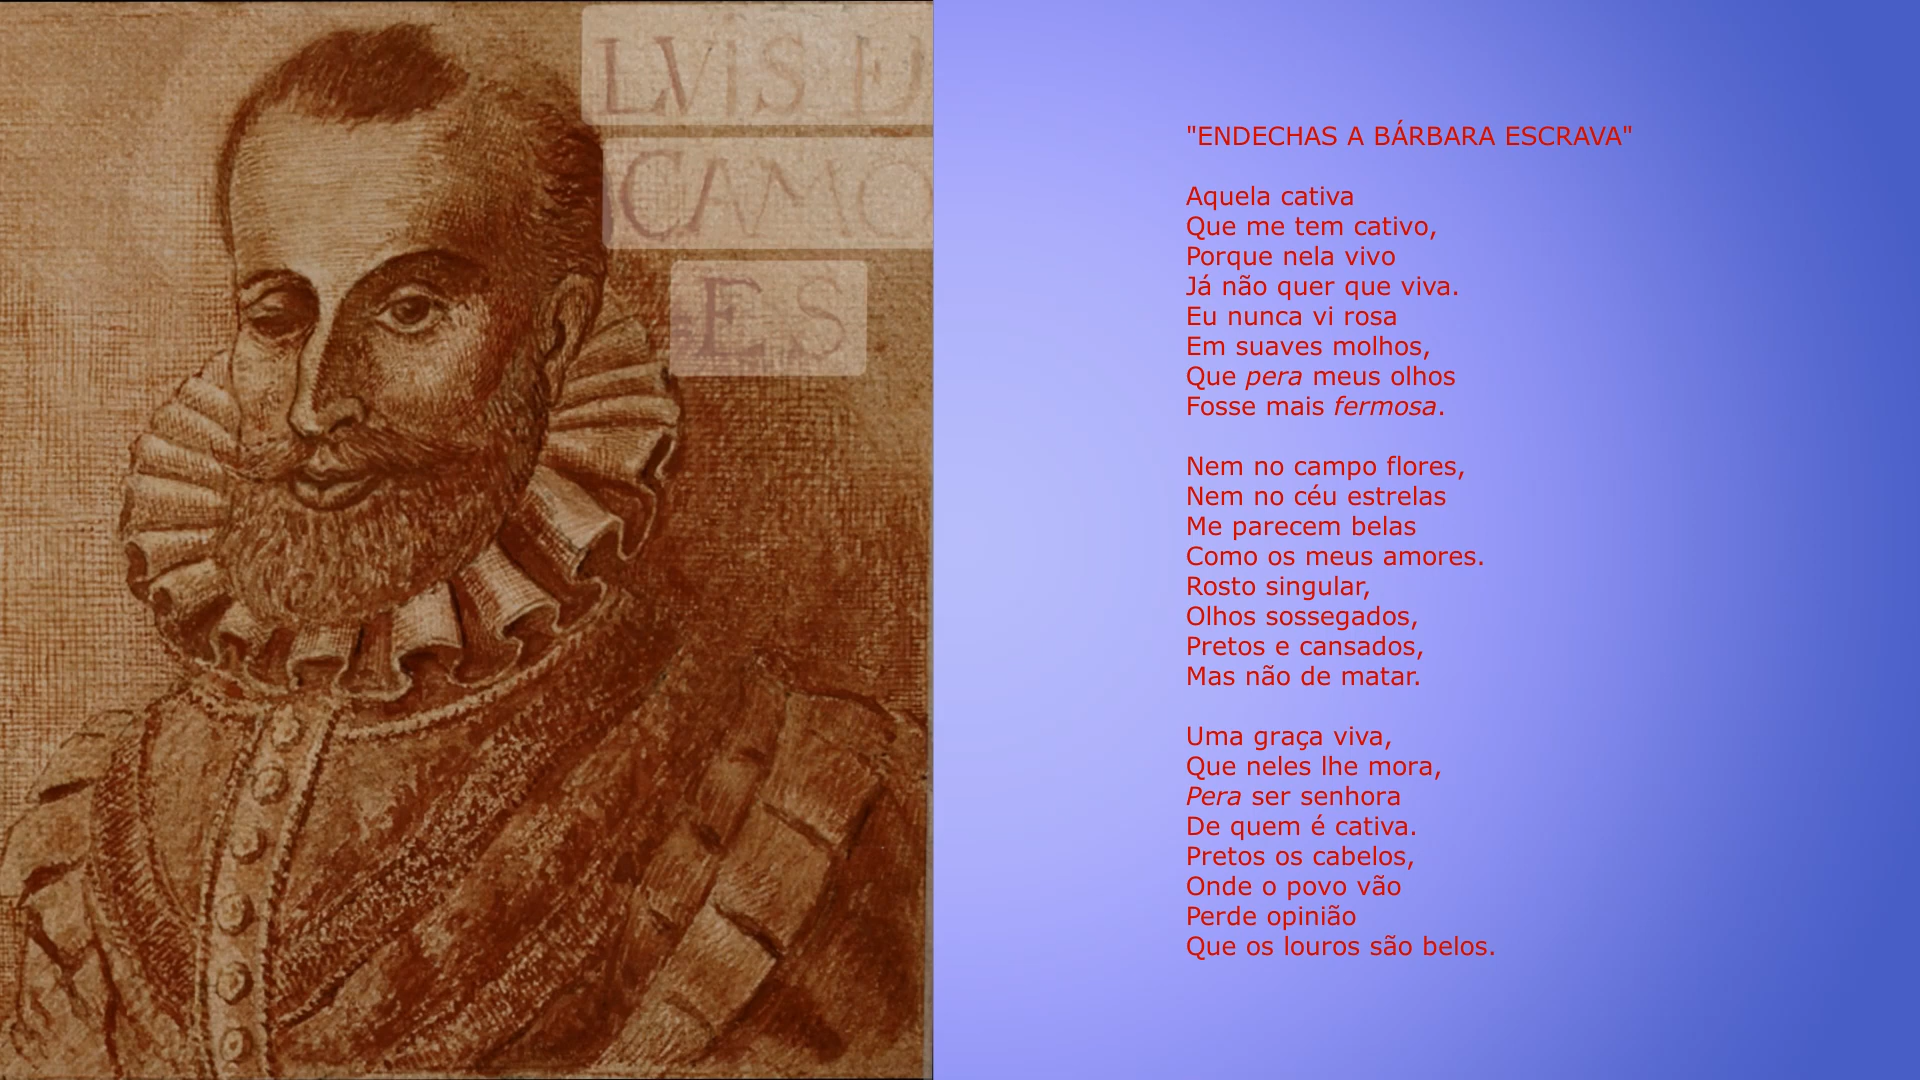 LVIS D
CAMO
ES
"ENDECHAS A BÁRBARA ESCRAVA"
Aquela cativa
Que me tem cativo,
Porque nela vivo
Já não quer que viva.
Eu nunca vi rosa
Em suaves molhos,
Que pera meus olhos
Fosse mais fermosa.
Nem no campo flores,
Nem no céu estrelas
Me parecem belas
Como os meus amores.
Rosto singular,
Olhos sossegados,
Pretos e cansados,
Mas não de matar.
Uma graça viva,
Que neles lhe mora,
Pera ser senhora
De quem é cativa.
Pretos os cabelos,
Onde o povo vão
Perde opinião
Que os louros são belos.